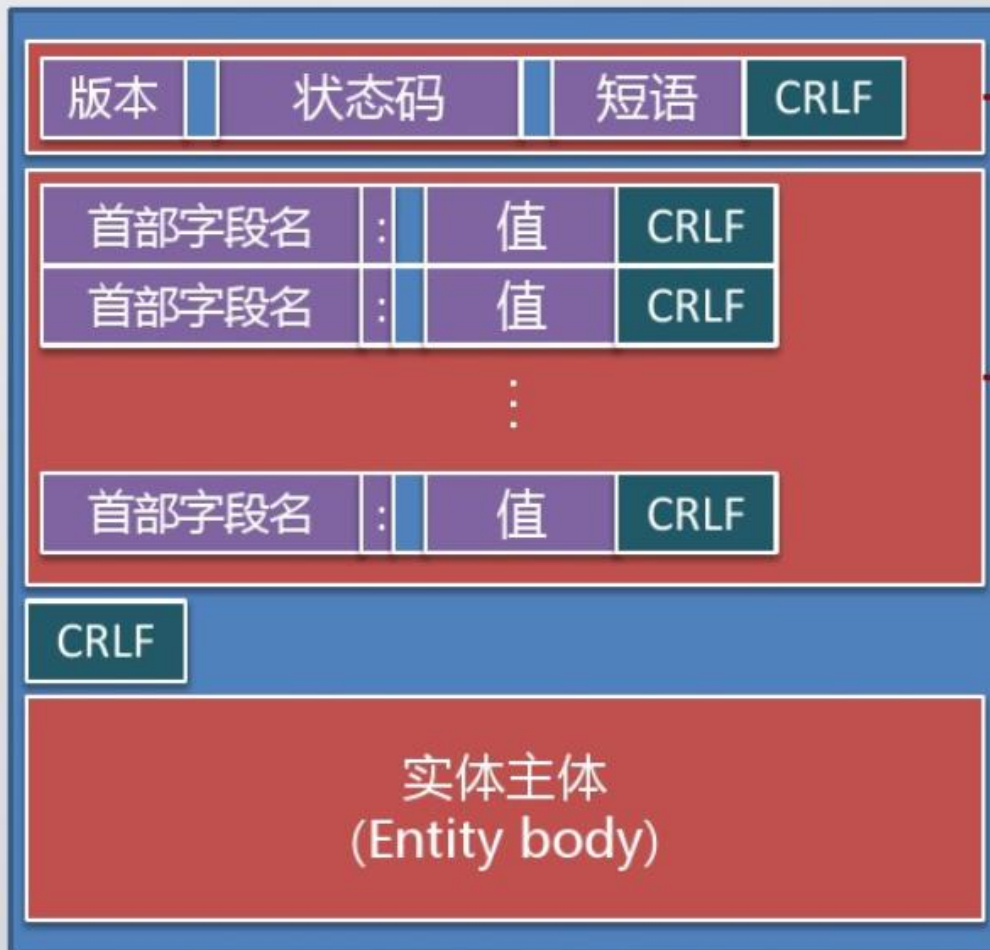 版本 状态码 短语 CRLF
首部字段名 : 值 CRLF
首部字段名 : 值 CRLF
⋮
首部字段名 : 值 CRLF
CRLF
实体主体
(Entity body)